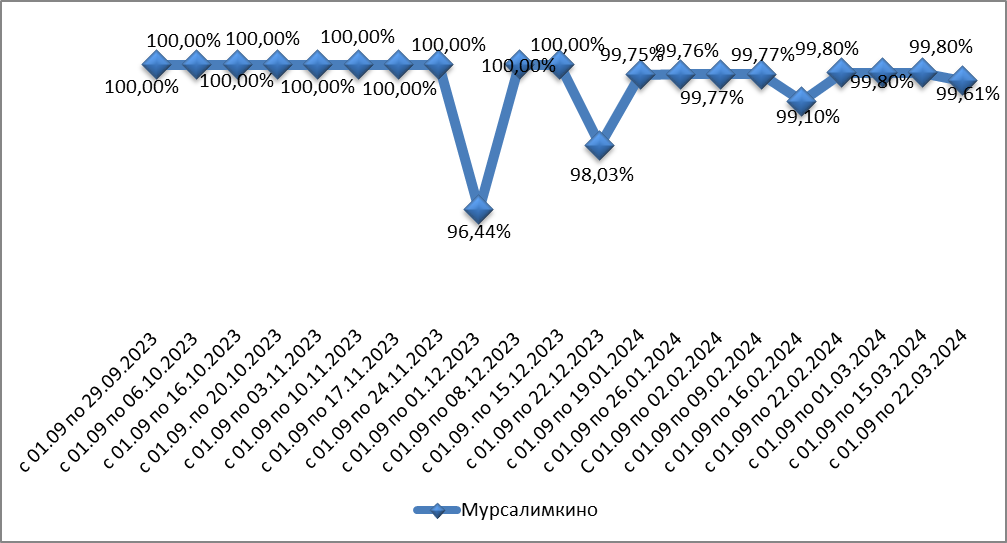 100,00%
100,00%
100,00%
100,00%
100,00%
100,00%
100,00%
100,00%
96,44%
100,00%
100,00%
98,03%
99,75%
99,76%
99,77%
99,77%
99,10%
99,80%
99,80%
99,80%
99,61%
с 01.09 по 29.09.2023
с 01.09 по 06.10.2023
с 01.09 по 16.10.2023
с 01.09. по 20.10.2023
с 01.09 по 03.11.2023
с 01.09 по 10.11.2023
с 01.09 по 17.11.2023
с 01.09 по 24.11.2023
с 01.09 по 01.12.2023
с 01.09 по 08.12.2023
с 01.09. по 15.12.2023
с 01.09 по 22.12.2023
с 01.09 по 19.01.2024
с 01.09 по 26.01.2024
С 01.09 по 02.02.2024
с 01.09 по 09.02.2024
с 01.09 по 16.02.2024
с 01.09 по 22.02.2024
с 01.09 по 01.03.2024
с 01.09 по 15.03.2024
с 01.09 по 22.03.2024
Мурсалимкино